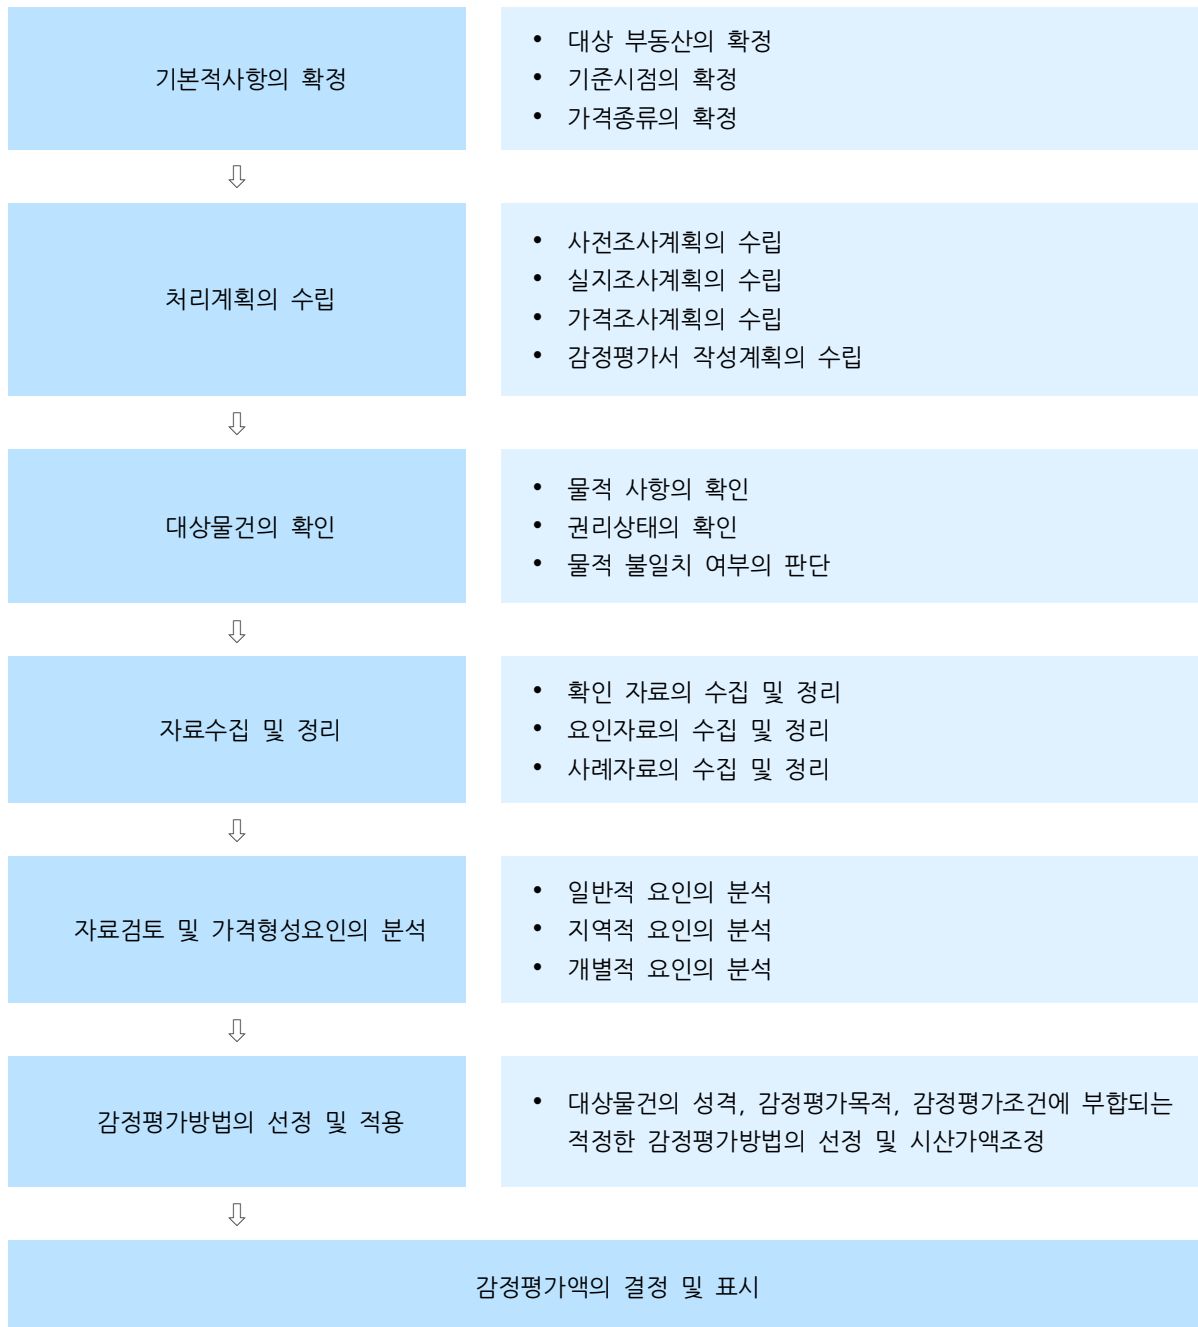 기본적사항의 확정
• 대상 부동산의 확정
• 기준시점의 확정
• 가격종류의 확정
⇩
처리계획의 수립
• 사전조사계획의 수립
• 실지조사계획의 수립
• 가격조사계획의 수립
• 감정평가서 작성계획의 수립
⇩
대상물건의 확인
• 물적 사항의 확인
• 권리상태의 확인
• 물적 불일치 여부의 판단
⇩
자료수집 및 정리
• 확인 자료의 수집 및 정리
• 요인자료의 수집 및 정리
• 사례자료의 수집 및 정리
⇩
자료검토 및 가격형성요인의 분석
• 일반적 요인의 분석
• 지역적 요인의 분석
• 개별적 요인의 분석
⇩
감정평가방법의 선정 및 적용
• 대상물건의 성격, 감정평가목적, 감정평가조건에 부합되는
적정한 감정평가방법의 선정 및 시산가액조정
⇩
감정평가액의 결정 및 표시